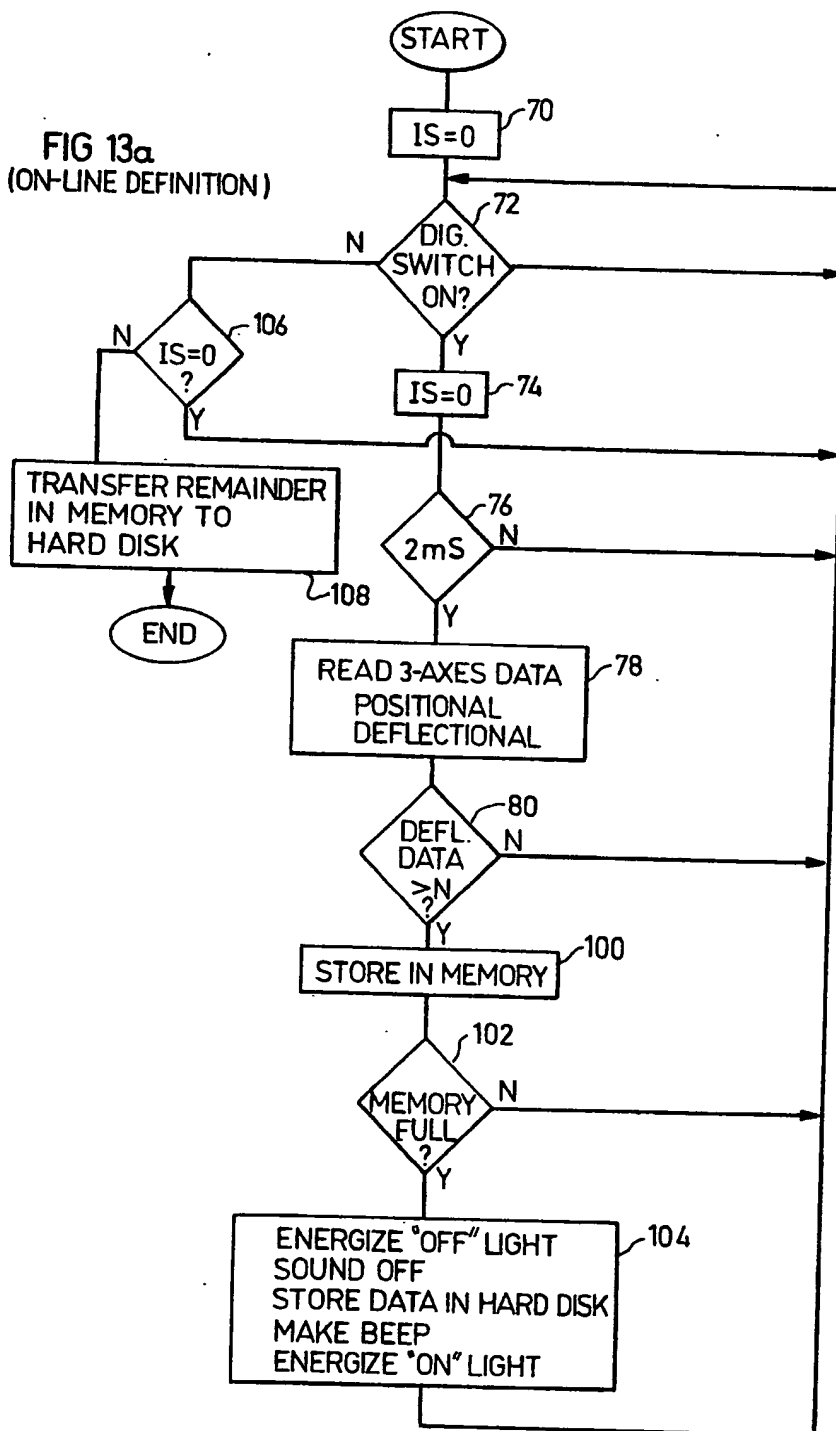 START
70
IS=0
FIG 13a
(ON-LINE DEFINITION)
72
N
DIG.
SWITCH
ON?
Y
106
N
IS=0
?
Y
IS=0
74
TRANSFER REMAINDER
IN MEMORY TO
HARD DISK
108
END
76
2mS
N
Y
READ 3-AXES DATA
POSITIONAL
DEFLECTIONAL
78
80
DEFL.
DATA
>N
?
N
Y
STORE IN MEMORY
100
102
MEMORY
FULL
?
N
Y
ENERGIZE "OFF" LIGHT
SOUND OFF
STORE DATA IN HARD DISK
MAKE BEEP
ENERGIZE "ON" LIGHT
104